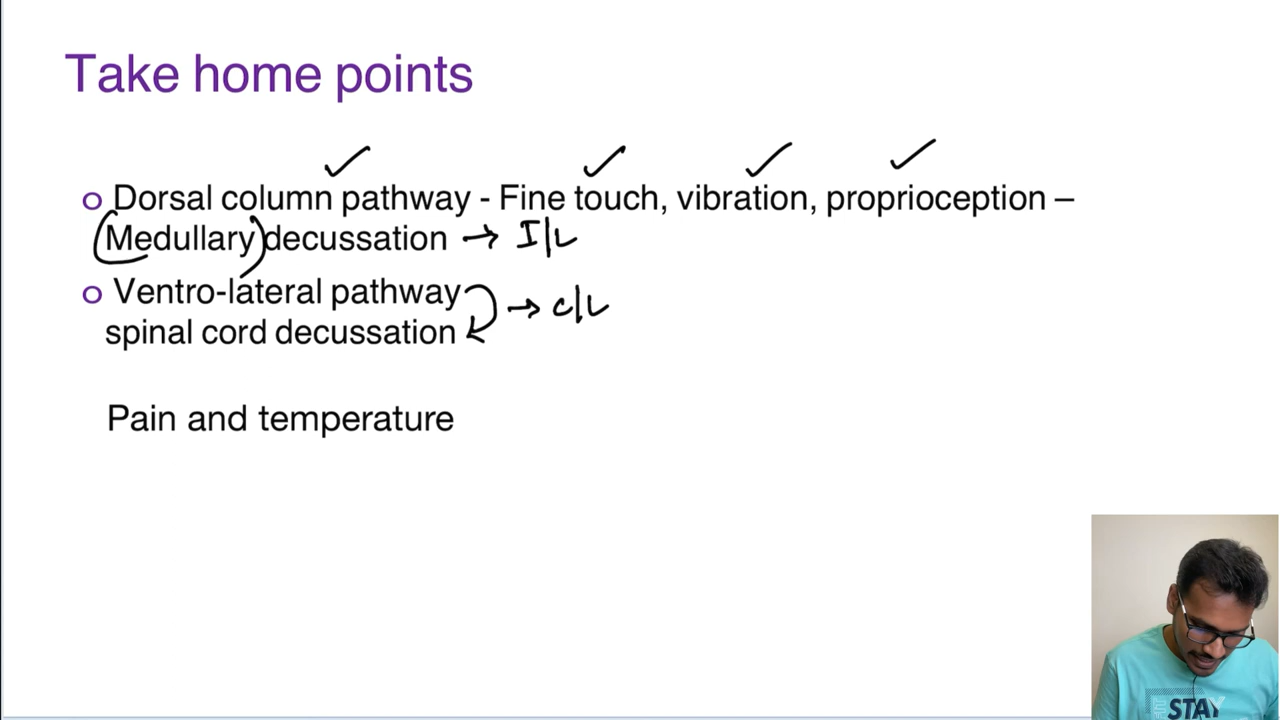 Take home points
o Dorsal column pathway - Fine touch, vibration, proprioception –
Medullary decussation → I/L
o Ventro-lateral pathway
spinal cord decussation → c/L
Pain and temperature
STAY